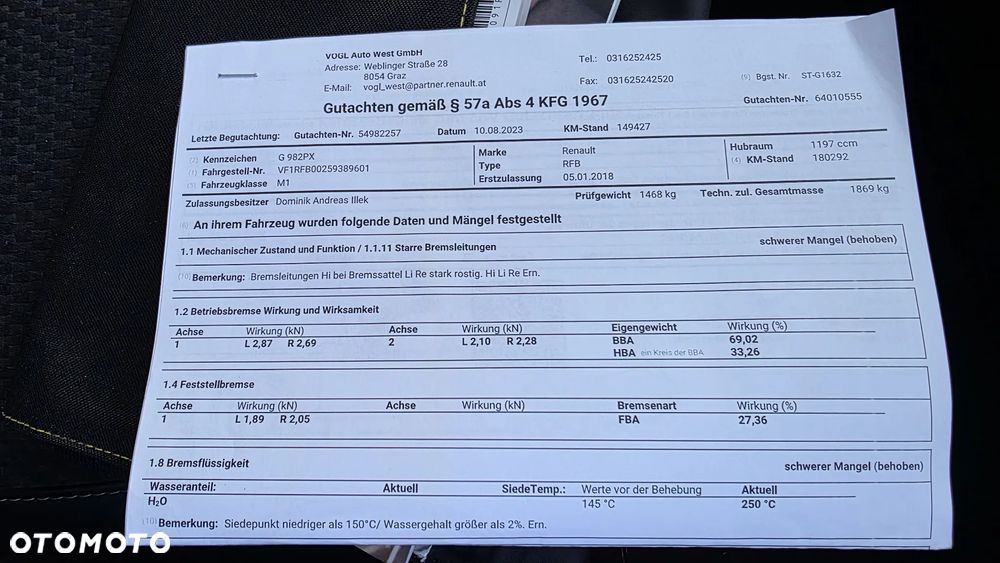 VOGL Auto West GmbH
Adresse: Weblinger Straße 28
8054 Graz
E-Mail: vogl_west@partner.renault.at
Tel.: 0316252425
Fax: 031625242520
(9) Bgst. Nr. ST-G1632
Gutachten gemäß § 57a Abs 4 KFG 1967
Gutachten-Nr. 64010555
Letzte Begutachtung: Gutachten-Nr. 54982257 Datum 10.08.2023 KM-Stand 149427
Kennzeichen G 982PX
(1) Fahrgestell-Nr. VF1RFB00259389601
Fahrzeugklasse M1
Marke Renault
Type RFB
Erstzulassung 05.01.2018
Hubraum 1197 ccm
(4) KM-Stand 180292
Zulassungsbesitzer Dominik Andreas Illek Prüfgewicht 1468 kg Techn. zul. Gesamtmasse 1869 kg
An ihrem Fahrzeug wurden folgende Daten und Mängel festgestellt
1.1 Mechanischer Zustand und Funktion / 1.1.11 Starre Bremsleitungen schwerer Mangel (behoben)
(10) Bemerkung: Bremsleitungen Hi bei Bremssattel Li Re stark rostig. Hi Li Re Ern.
1.2 Betriebsbremse Wirkung und Wirksamkeit
Achse Wirkung (kN) Achse Wirkung (kN) Eigengewicht Wirkung (%)
1 L 2,87 R 2,69 2 L 2,10 R 2,28 BBA 69,02
HBA ein Kreis der BBA 33,26
1.4 Feststellbremse
Achse Wirkung (kN) Achse Wirkung (kN) Bremsenart Wirkung (%)
1 L 1,89 R 2,05 FBA 27,36
1.8 Bremsflüssigkeit schwerer Mangel (behoben)
Wasseranteil: Aktuell SiedeTemp.: Werte vor der Behebung Aktuell
H₂O 145 °C 250 °C
(10) Bemerkung: Siedepunkt niedriger als 150°C/ Wassergehalt größer als 2%. Ern.
OTOMOTO